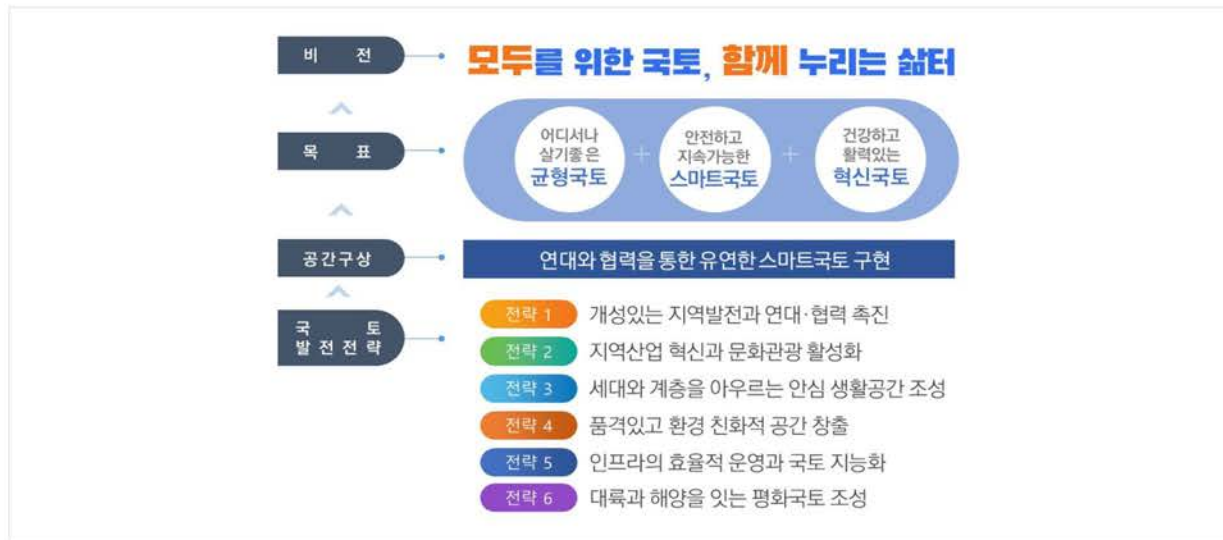 비 전
모두를 위한 국토, 함께 누리는 삶터
목 표
어디서나
살기좋은
균형국토
+
안전하고
지속가능한
스마트국토
+
건강하고
활력있는
혁신국토
공간구상
연대와 협력을 통한 유연한 스마트국토 구현
국 토
발전전략
전략 1 개성있는 지역발전과 연대·협력 촉진
전략 2 지역산업 혁신과 문화관광 활성화
전략 3 세대와 계층을 아우르는 안심 생활공간 조성
전략 4 품격있고 환경 친화적 공간 창출
전략 5 인프라의 효율적 운영과 국토 지능화
전략 6 대륙과 해양을 잇는 평화국토 조성